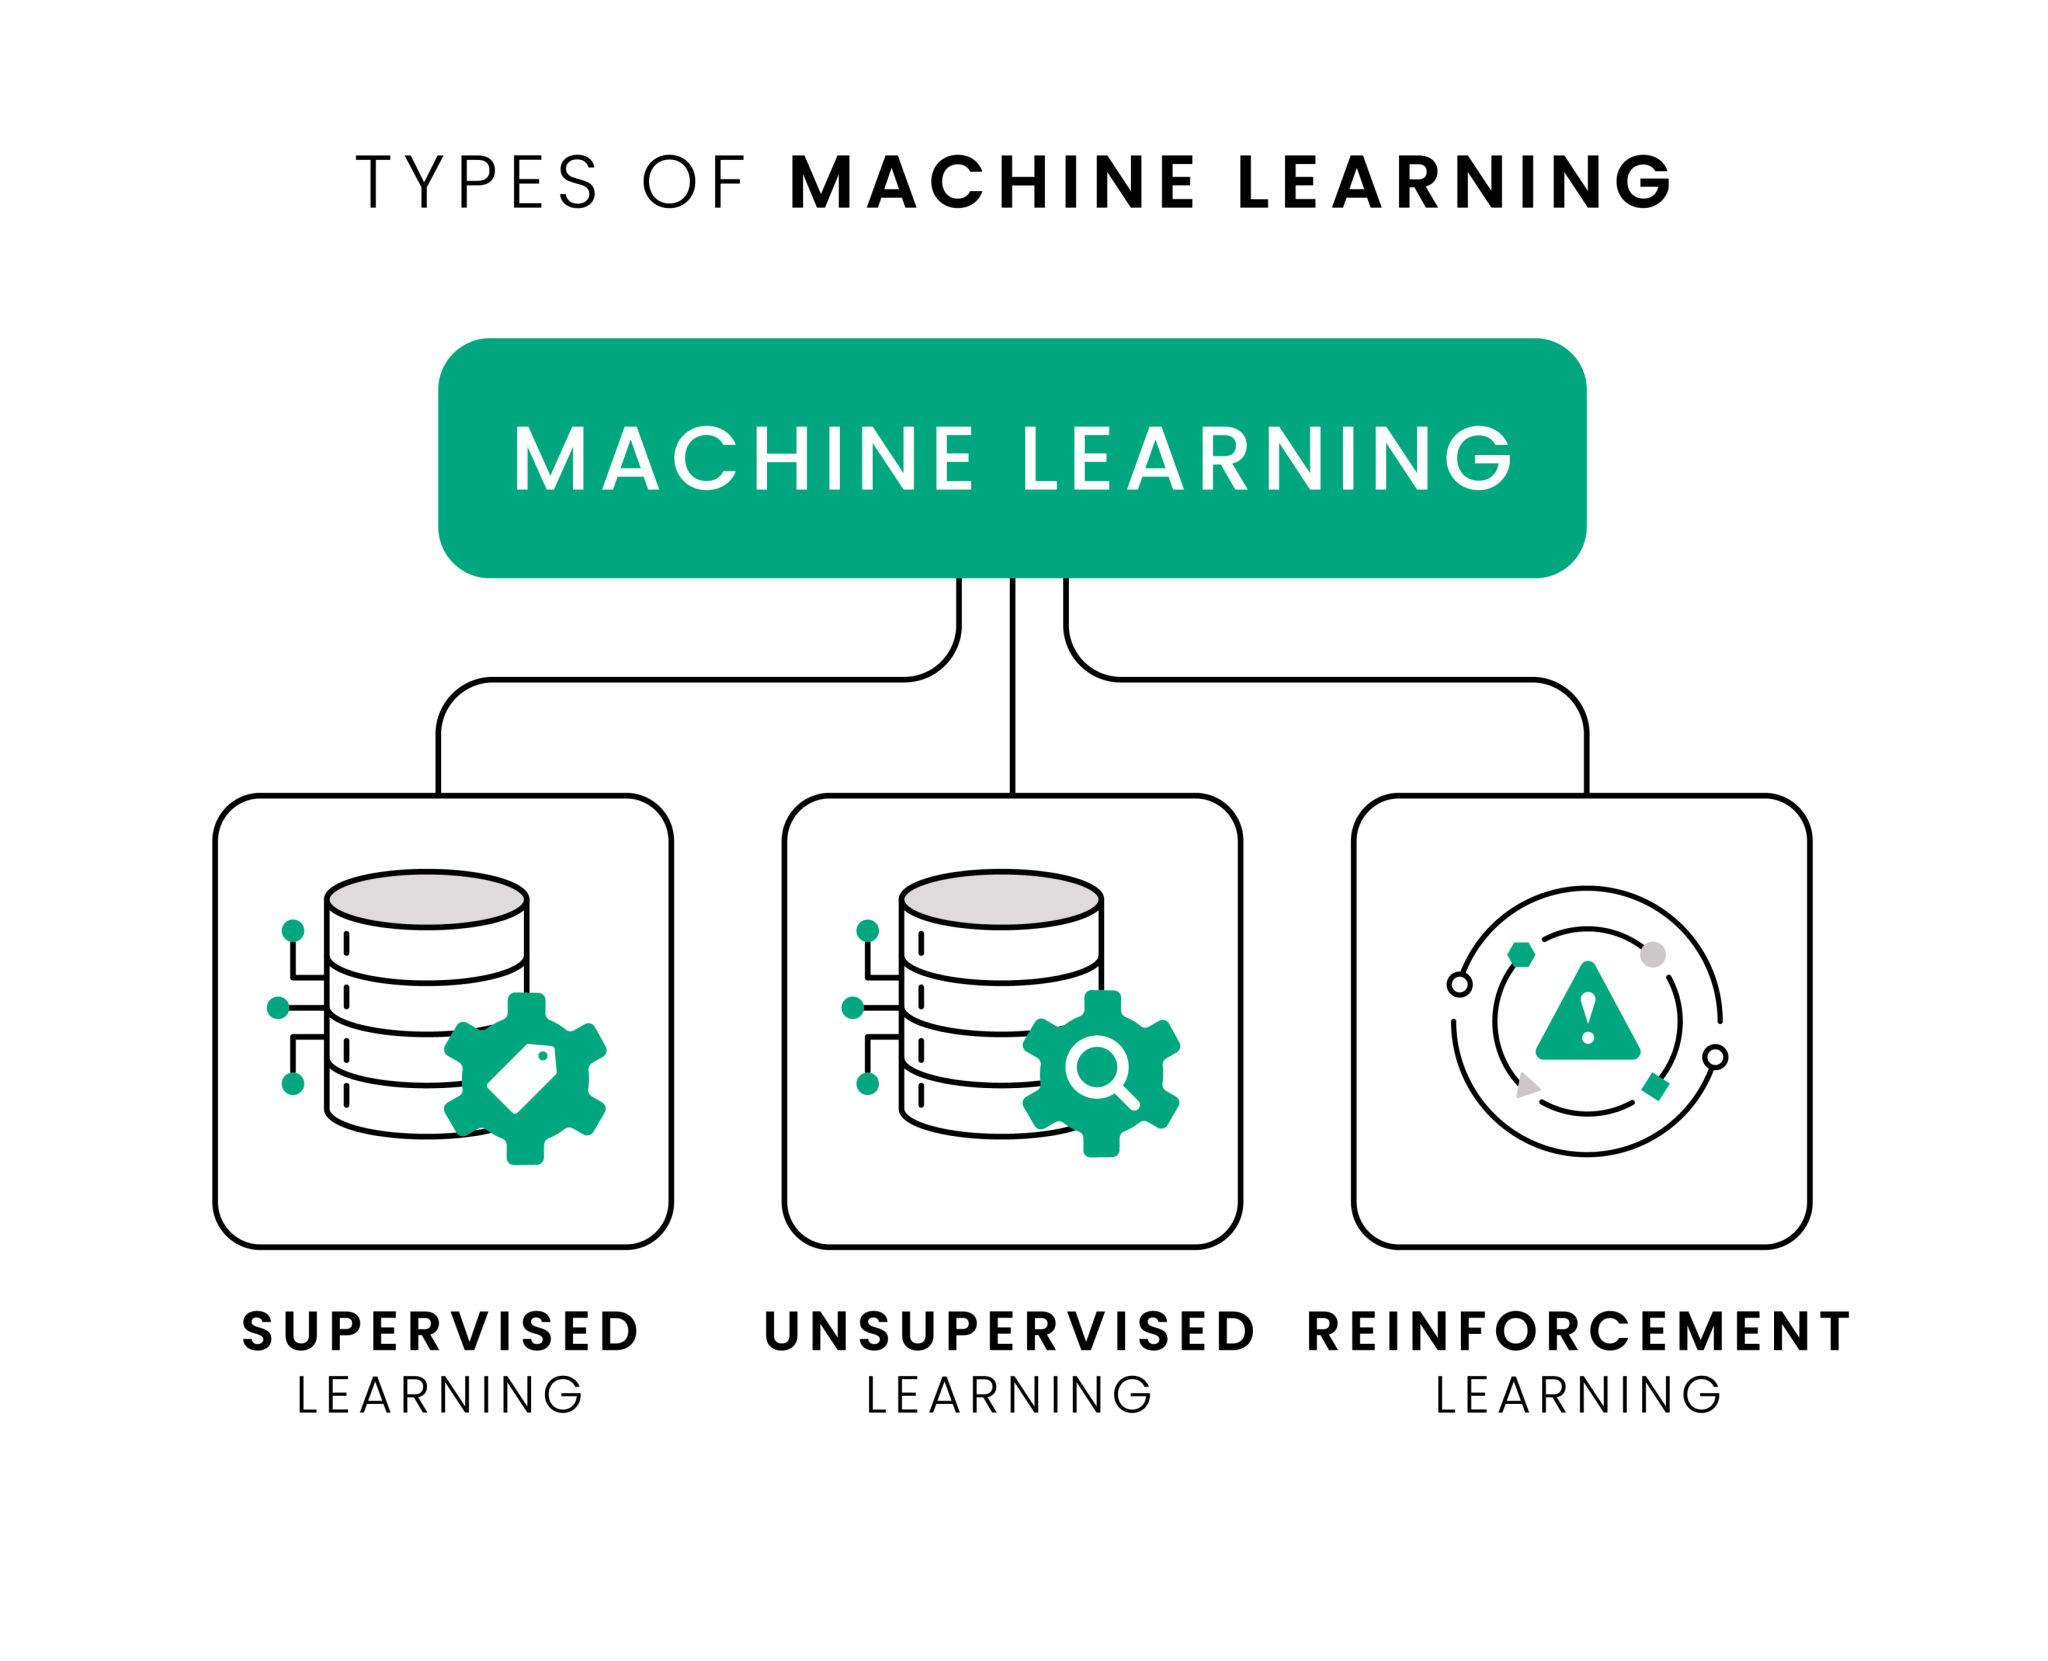 TYPES OF MACHINE LEARNING
MACHINE LEARNING
SUPERVISED
LEARNING
UNSUPERVISED
LEARNING
REINFORCEMENT
LEARNING